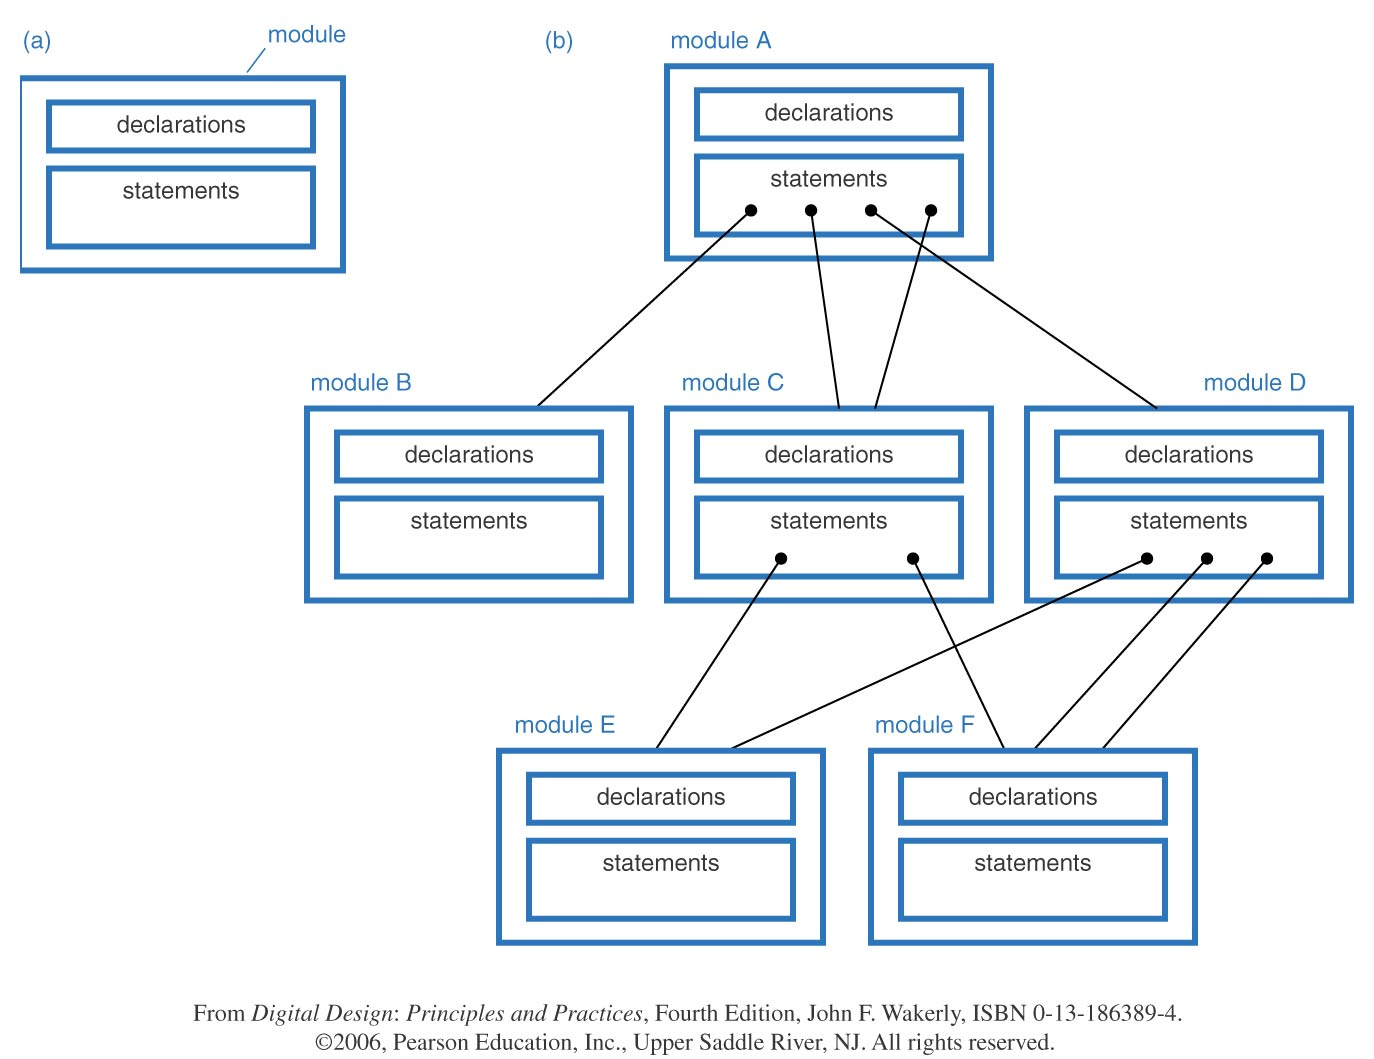 (a)
module
declarations
statements
(b)
module A
declarations
statements
module B
declarations
statements
module C
declarations
statements
module D
declarations
statements
module E
declarations
statements
module F
declarations
statements
From Digital Design: Principles and Practices, Fourth Edition, John F. Wakerly, ISBN 0-13-186389-4.
©2006, Pearson Education, Inc., Upper Saddle River, NJ. All rights reserved.